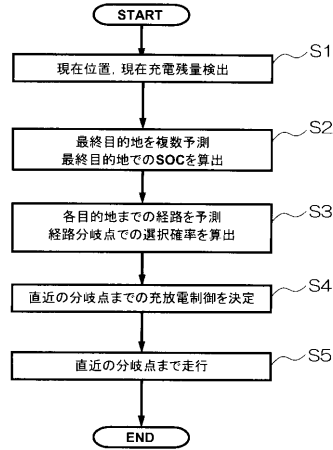 START
S1
現在位置，現在充電残量検出
S2
最終目的地を複数予測
最終目的地でのSOCを算出
S3
各目的地までの経路を予測
経路分岐点での選択確率を算出
S4
直近の分岐点までの充放電制御を決定
S5
直近の分岐点まで走行
END